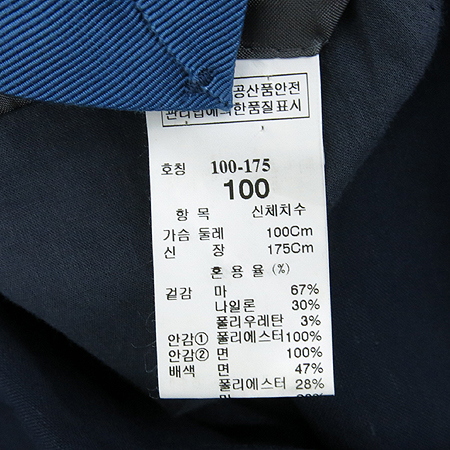 공산품안전
관리법에의한품질표시
호칭 100-175
100
항 목 신체치수
가슴 둘레 100Cm
신 장 175Cm
혼 용 율 (%)
겉감 마 67%
나일론 30%
폴리우레탄 3%
안감① 폴리에스터 100%
안감② 면 100%
배색 면 47%
폴리에스터 28%